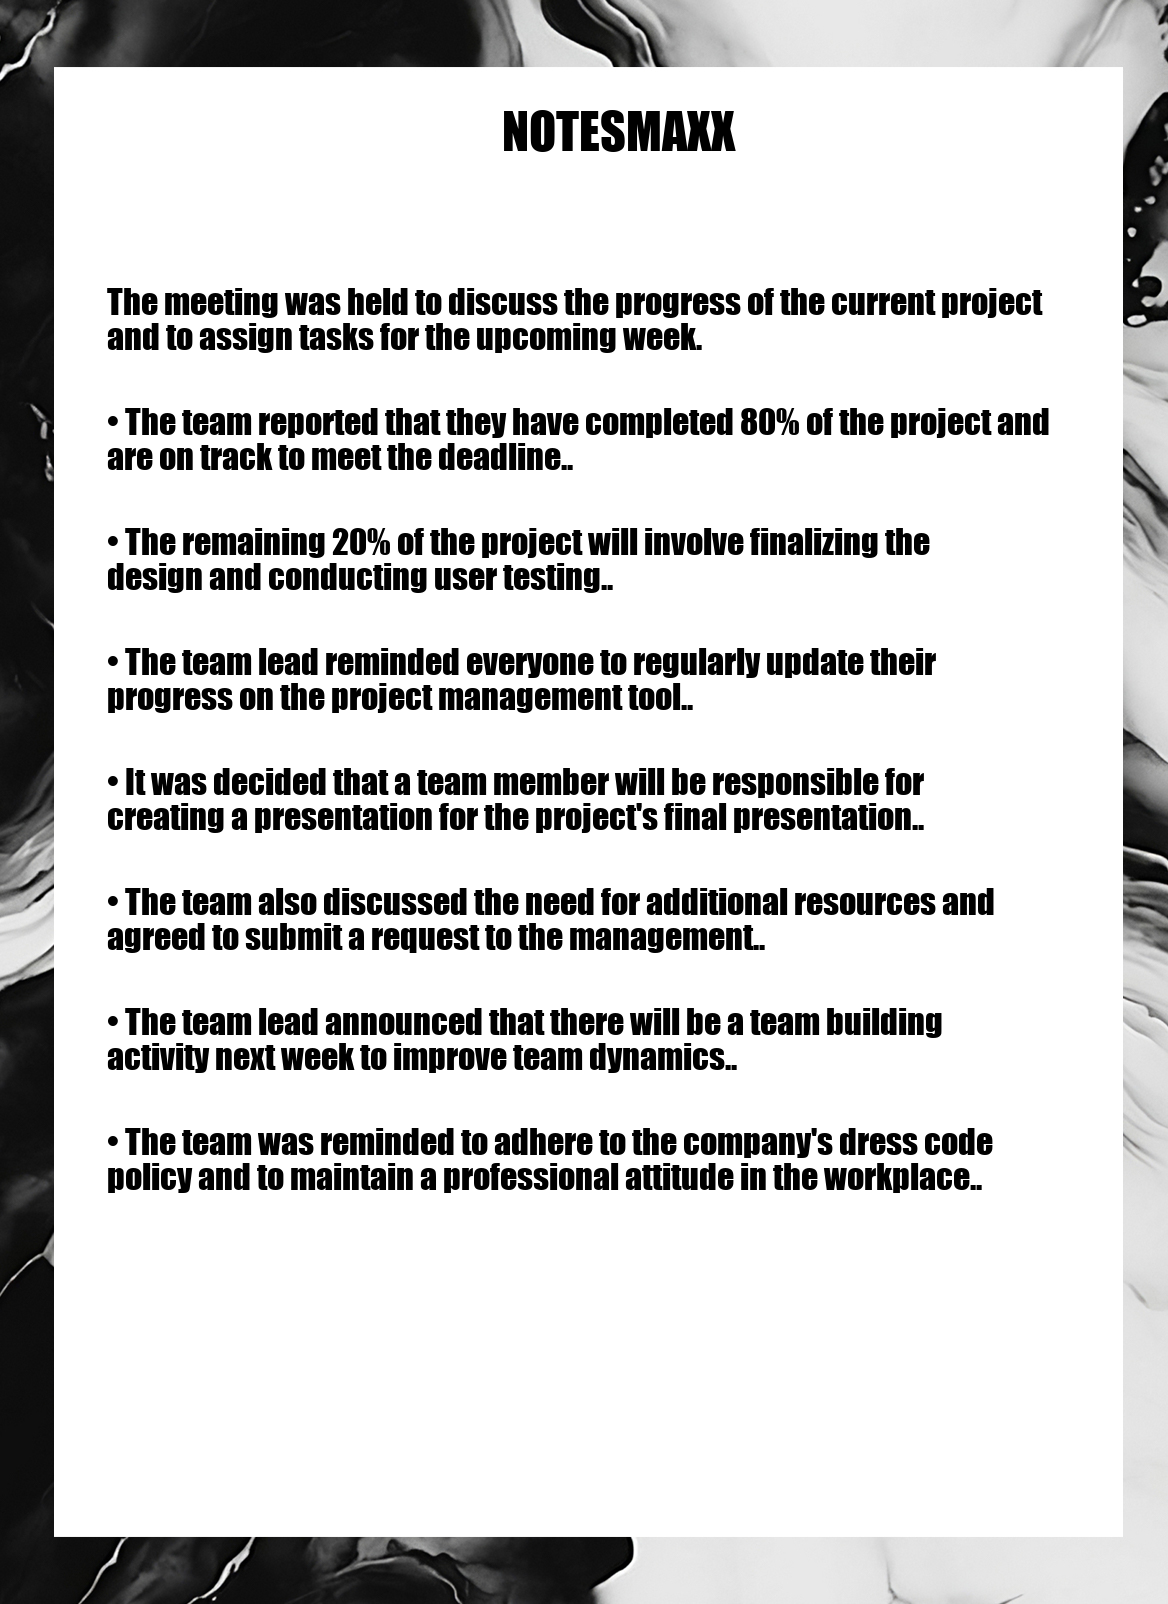 NOTESMAXX
The meeting was held to discuss the progress of the current project
and to assign tasks for the upcoming week.
• The team reported that they have completed 80% of the project and
are on track to meet the deadline..
• The remaining 20% of the project will involve finalizing the
design and conducting user testing..
• The team lead reminded everyone to regularly update their
progress on the project management tool..
• It was decided that a team member will be responsible for
creating a presentation for the project's final presentation..
• The team also discussed the need for additional resources and
agreed to submit a request to the management..
• The team lead announced that there will be a team building
activity next week to improve team dynamics..
• The team was reminded to adhere to the company's dress code
policy and to maintain a professional attitude in the workplace..